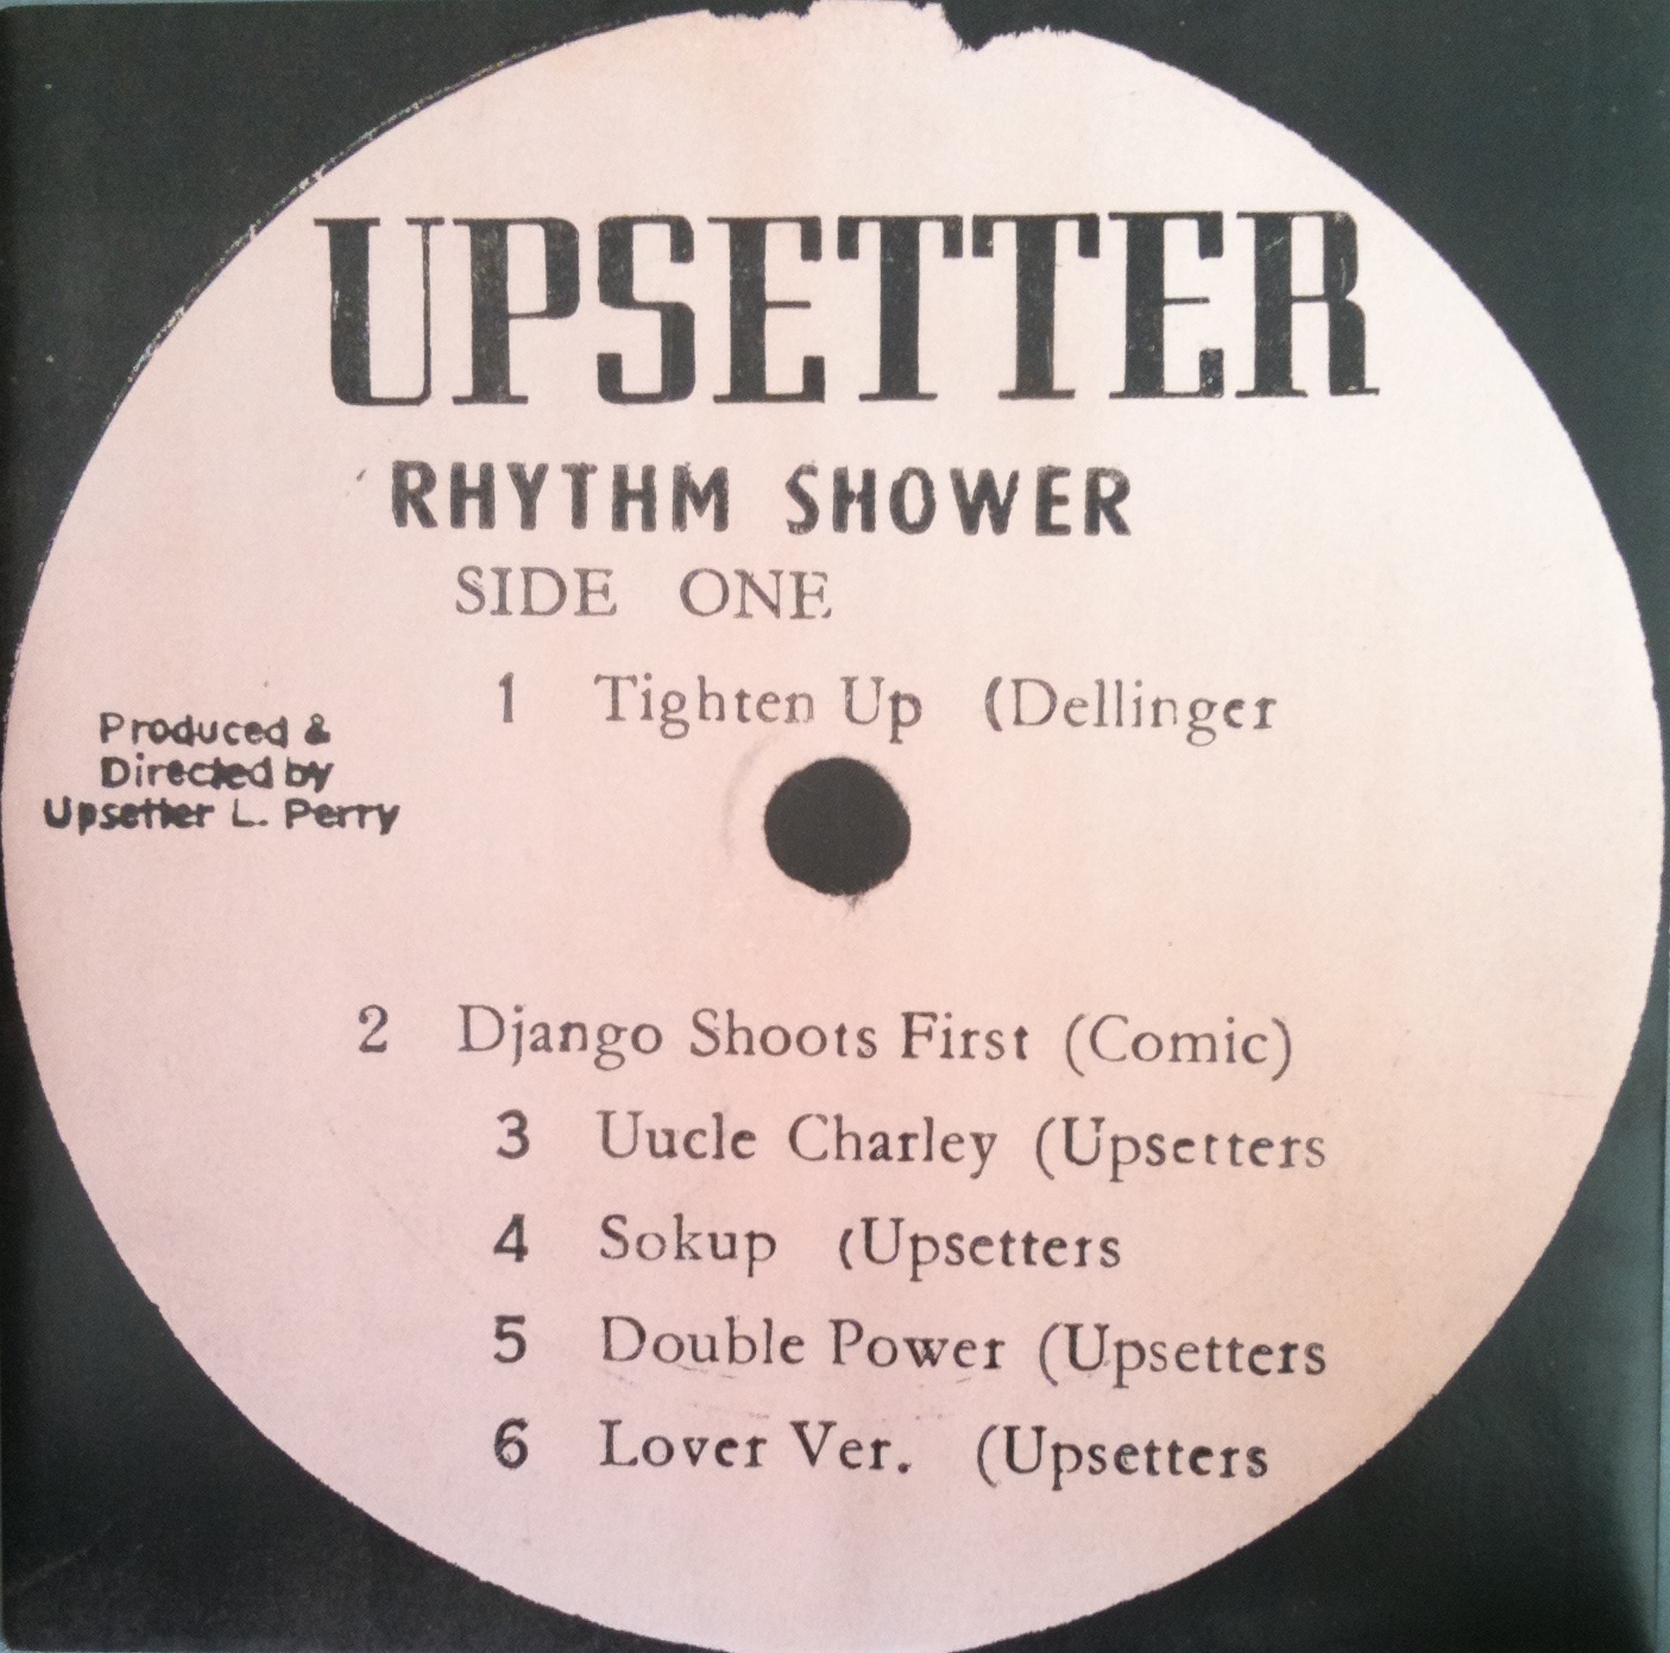 UPSETTER
RHYTHM SHOWER
SIDE ONE
1 Tighten Up (Dellinger
Produced &
Directed by
Upsetter L. Perry
2 Django Shoots First (Comic)
3 Uucle Charley (Upsetters
4 Sokup (Upsetters
5 Double Power (Upsetters
6 Lover Ver. (Upsetters